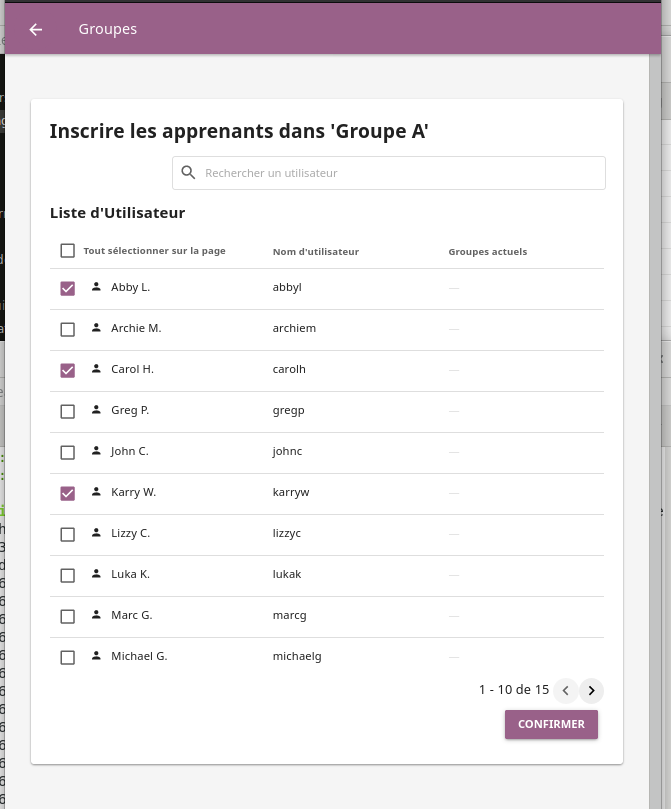 Groupes
Inscrire les apprenants dans 'Groupe A'
Rechercher un utilisateur
Liste d'Utilisateur
Tout sélectionner sur la page Nom d'utilisateur Groupes actuels
Abby L. abbyl —
Archie M. archiem —
Carol H. carolh —
Greg P. gregp —
John C. johnc —
Karry W. karryw —
Lizzy C. lizzyc —
Luka K. lukak —
Marc G. marcg —
Michael G. michaelg —
1 - 10 de 15
CONFIRMER